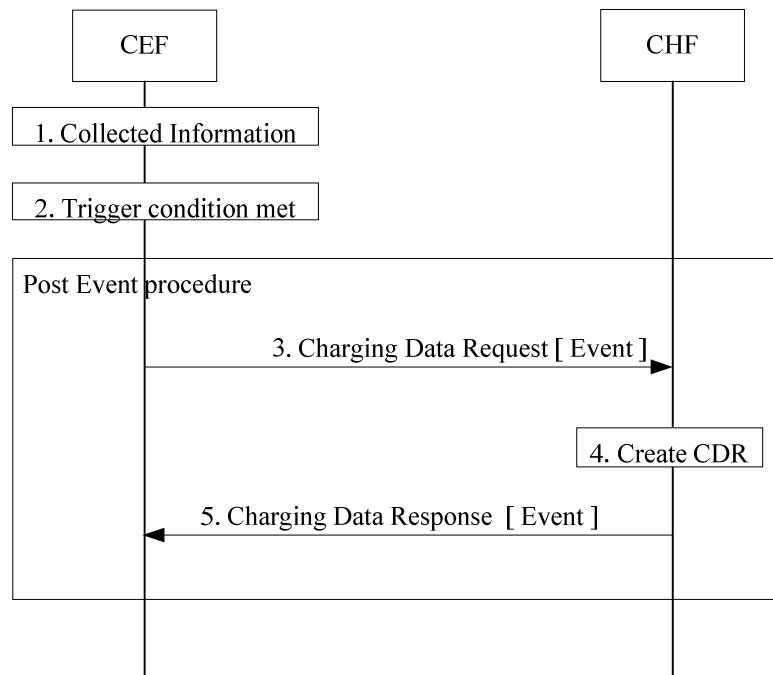 CEF
CHF
1. Collected Information
2. Trigger condition met
Post Event procedure
3. Charging Data Request [ Event ]
4. Create CDR
5. Charging Data Response [ Event ]